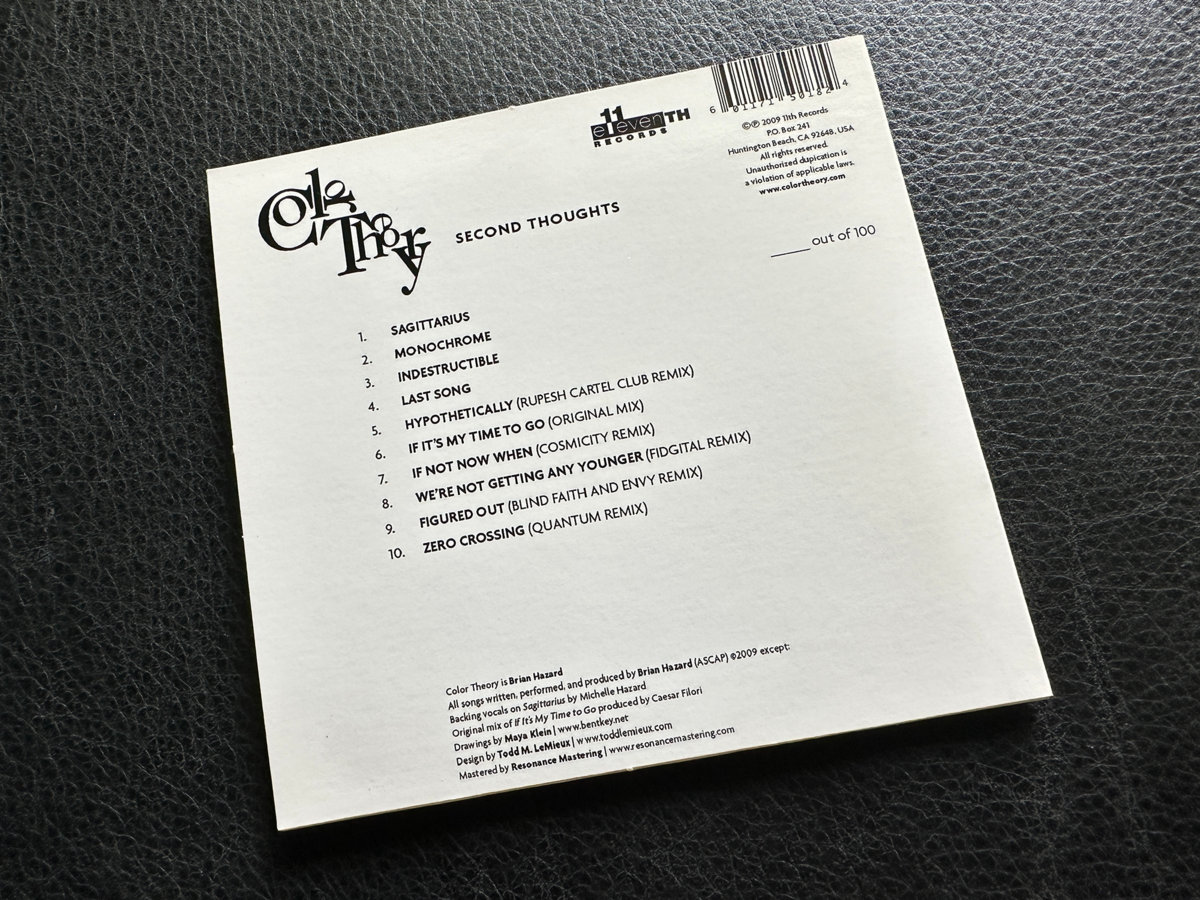 Color Theory
SECOND THOUGHTS
11
eLevenTH
RECORDS
6 01171 50182 4
©℗ 2009 11th Records
P.O. Box 241
Huntington Beach, CA 92648, USA
All rights reserved.
Unauthorized dupication is
a violation of applicable laws.
www.colortheory.com
____ out of 100
1. SAGITTARIUS
2. MONOCHROME
3. INDESTRUCTIBLE
4. LAST SONG
5. HYPOTHETICALLY (RUPESH CARTEL CLUB REMIX)
6. IF IT'S MY TIME TO GO (ORIGINAL MIX)
7. IF NOT NOW WHEN (COSMICITY REMIX)
8. WE'RE NOT GETTING ANY YOUNGER (FIDGITAL REMIX)
9. FIGURED OUT (BLIND FAITH AND ENVY REMIX)
10. ZERO CROSSING (QUANTUM REMIX)
Color Theory is Brian Hazard
All songs written, performed, and produced by Brian Hazard (ASCAP) ©2009 except:
Backing vocals on Sagittarius by Michelle Hazard
Original mix of If It's My Time to Go produced by Caesar Filori
Drawings by Maya Klein | www.bentkey.net
Design by Todd M. LeMieux | www.toddlemieux.com
Mastered by Resonance Mastering | www.resonancemastering.com